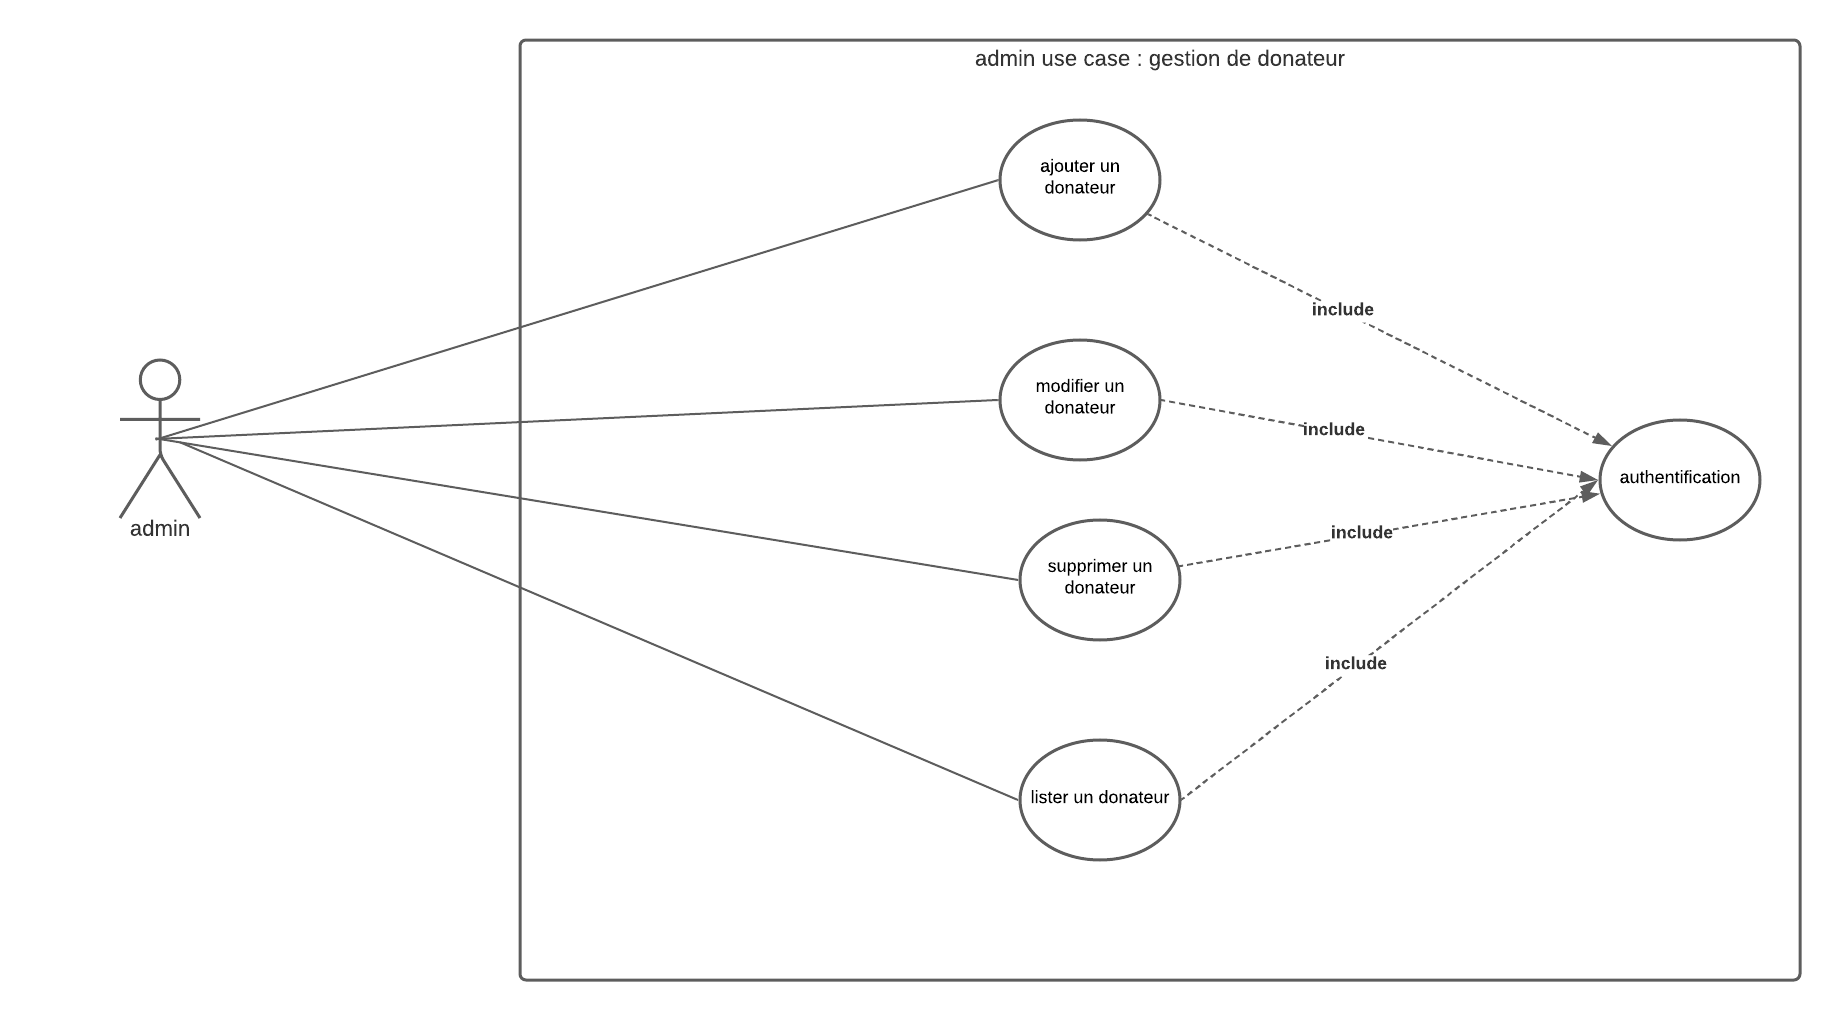 admin use case : gestion de donateur
ajouter un
donateur
include
modifier un
donateur
include
authentification
admin
supprimer un
donateur
include
include
lister un donateur